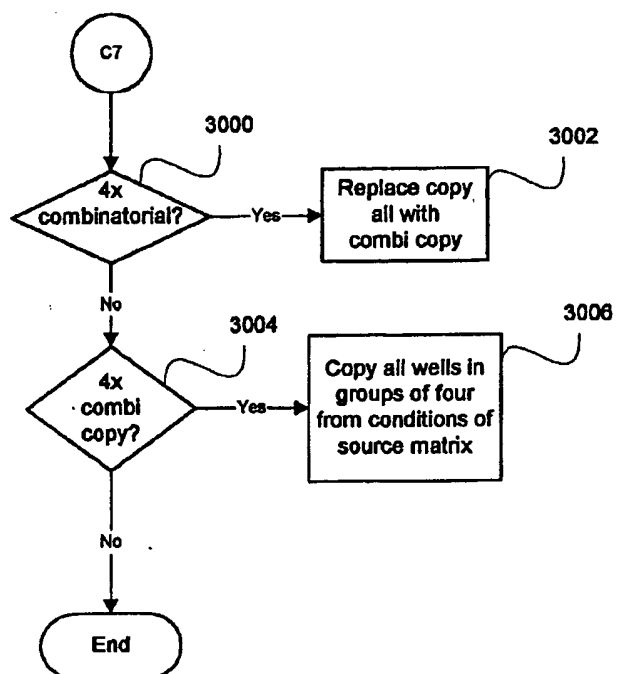 C7
3000
4x
combinatorial?
Yes
3002
Replace copy
all with
combi copy
No
3004
4x
combi
copy?
Yes
3006
Copy all wells in
groups of four
from conditions of
source matrix
No
End